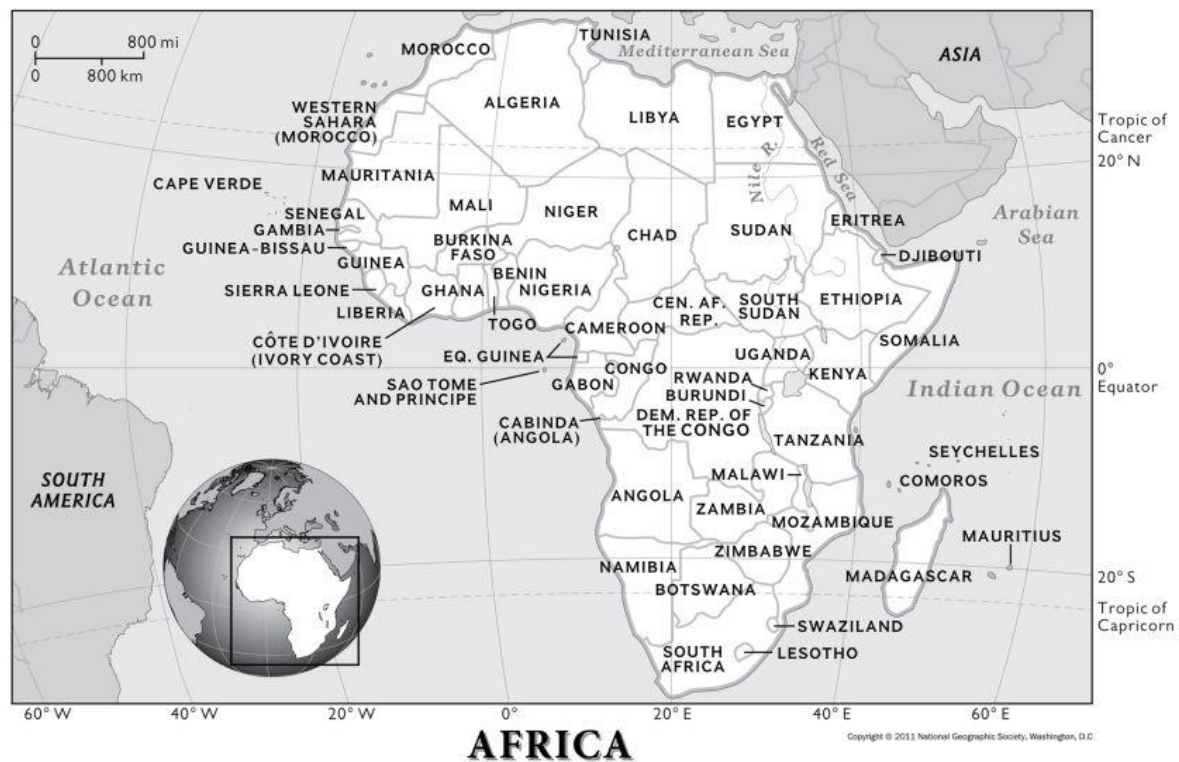 0 800 mi
0 800 km
MOROCCO
TUNISIA
Mediterranean Sea
ASIA
WESTERN
SAHARA
(MOROCCO)
ALGERIA
LIBYA
EGYPT
Tropic of
Cancer
20° N
Nile R.
Red Sea
CAPE VERDE
MAURITANIA
MALI
NIGER
CHAD
SUDAN
ERITREA
Arabian
Sea
SENEGAL
GAMBIA
GUINEA-BISSAU
GUINEA
BURKINA
FASO
BENIN
NIGERIA
DJIBOUTI
Atlantic
Ocean
SIERRA LEONE
LIBERIA
GHANA
TOGO
CÔTE D'IVOIRE
(IVORY COAST)
CEN. AF.
REP.
SOUTH
SUDAN
ETHIOPIA
CAMEROON
SOMALIA
EQ. GUINEA
CONGO
UGANDA
KENYA
0°
Equator
SAO TOME
AND PRINCIPE
GABON
RWANDA
BURUNDI
Indian Ocean
CABINDA
(ANGOLA)
DEM. REP. OF
THE CONGO
TANZANIA
SEYCHELLES
SOUTH
AMERICA
MALAWI
COMOROS
ANGOLA
ZAMBIA
MOZAMBIQUE
MAURITIUS
ZIMBABWE
NAMIBIA
BOTSWANA
MADAGASCAR
20° S
Tropic of
Capricorn
SWAZILAND
SOUTH
AFRICA
LESOTHO
60° W 40° W 20° W 0° 20° E 40° E 60° E
AFRICA
Copyright © 2011 National Geographic Society, Washington, D.C